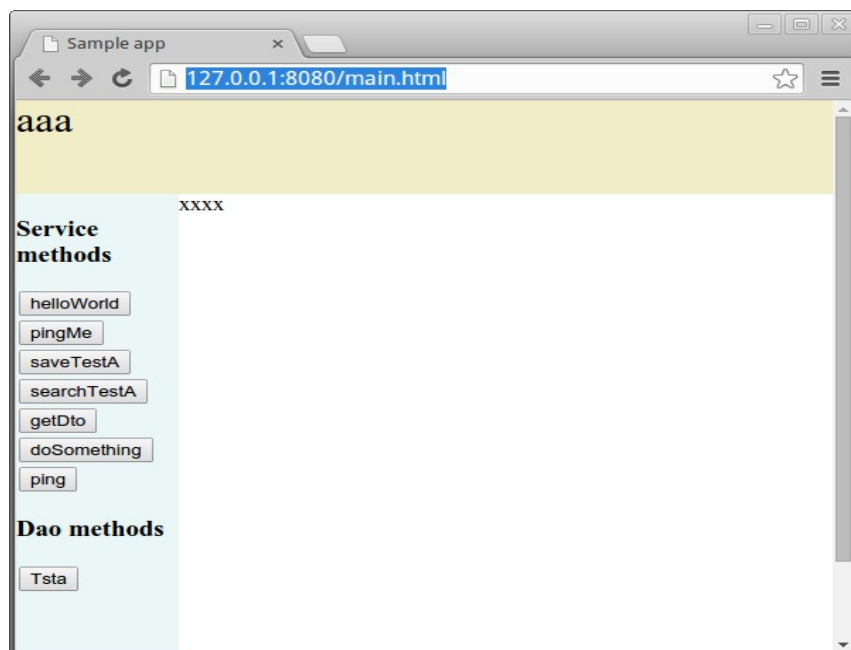 Sample app
127.0.0.1:8080/main.html
aaa
xxxx
Service
methods
helloWorld
pingMe
saveTestA
searchTestA
getDto
doSomething
ping
Dao methods
Tsta